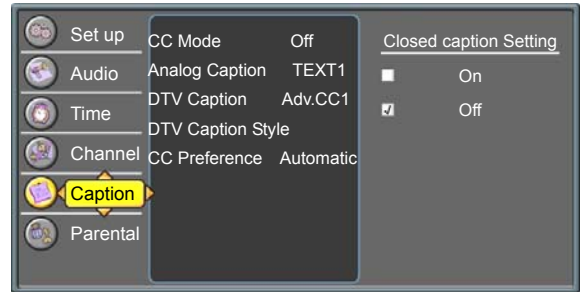 Set up
Audio
Time
Channel
Caption
Parental
CC Mode Off
Analog Caption TEXT1
DTV Caption Adv.CC1
DTV Caption Style
CC Preference Automatic
Closed caption Setting
On
Off